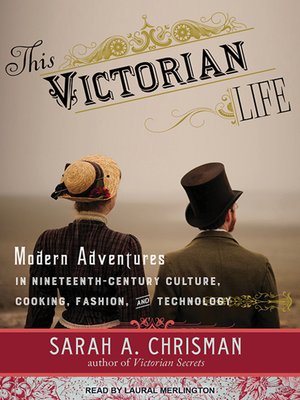 This
VICTORIAN
LIFE
Modern Adventures
IN NINETEENTH-CENTURY CULTURE,
COOKING, FASHION, AND TECHNOLOGY
SARAH A. CHRISMAN
author of Victorian Secrets
READ BY LAURAL MERLINGTON